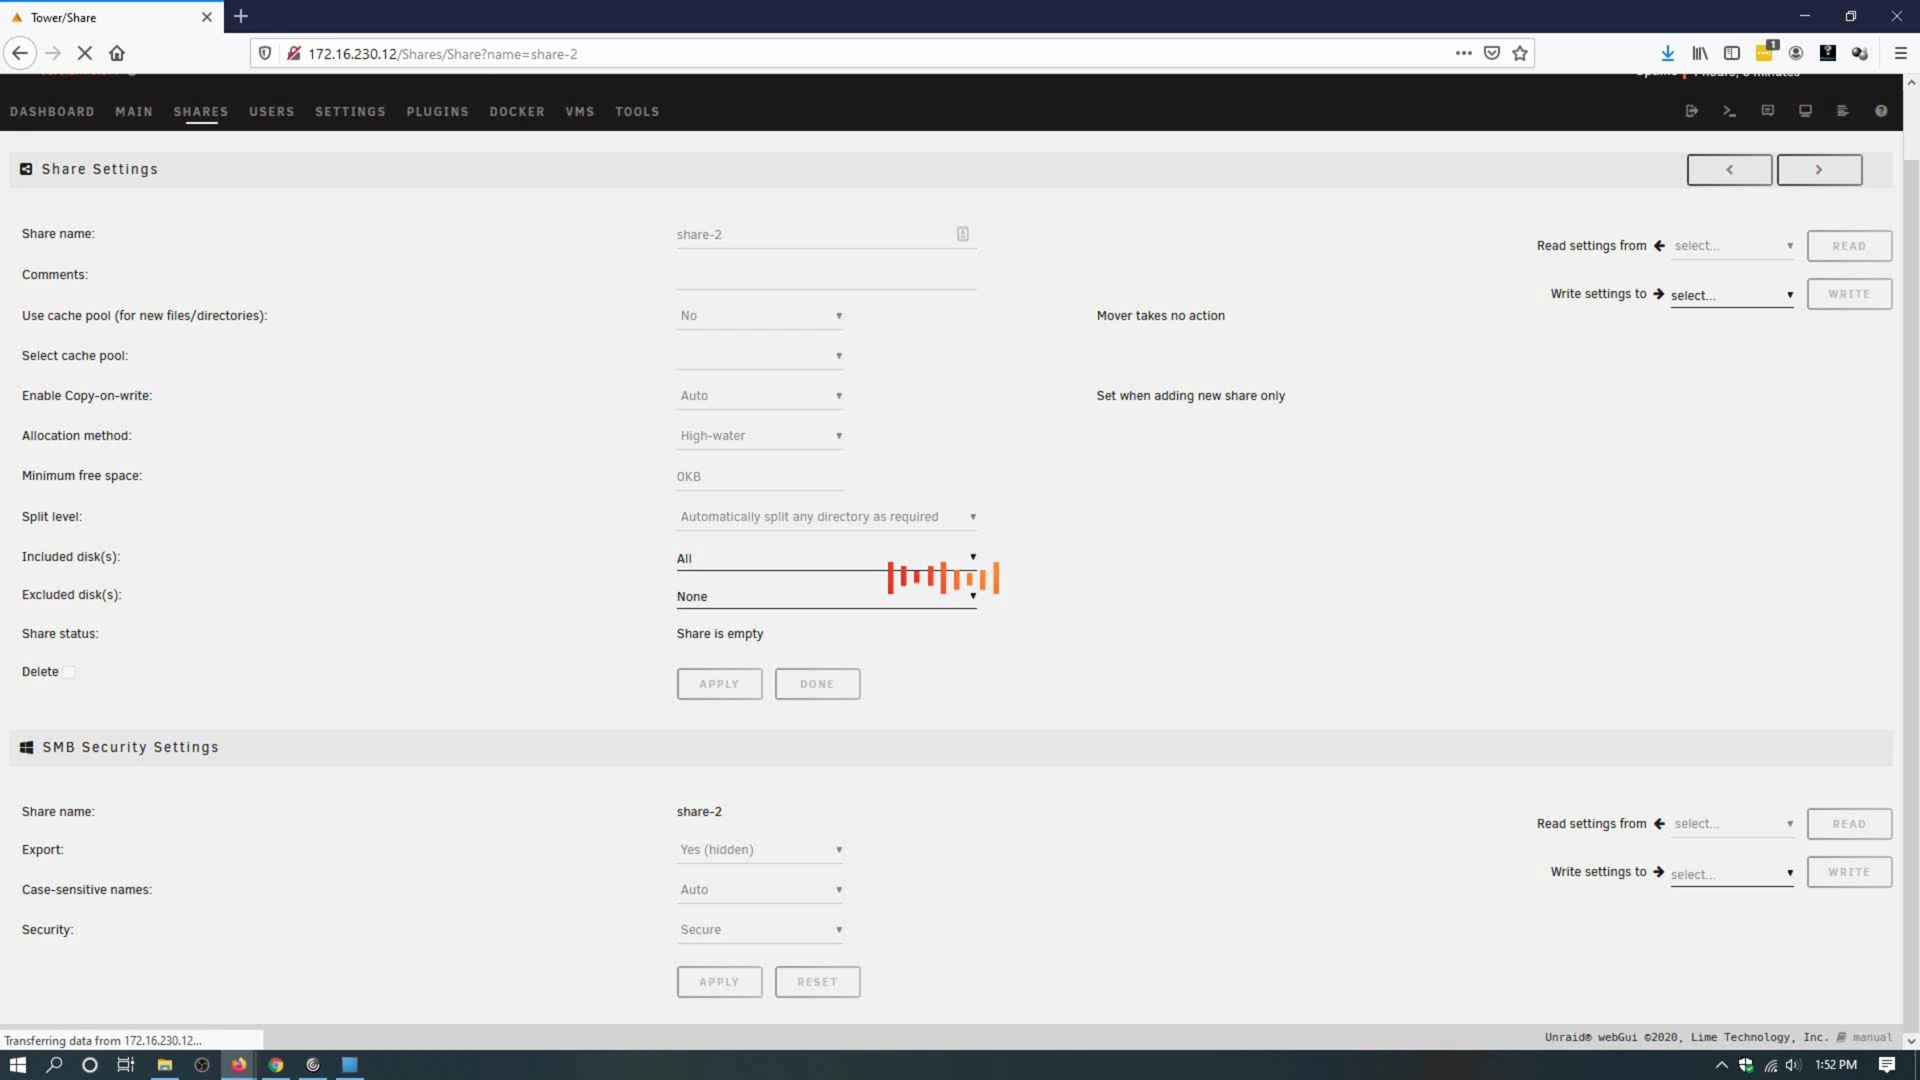 Tower/Share
172.16.230.12/Shares/Share?name=share-2
1
DASHBOARD MAIN SHARES USERS SETTINGS PLUGINS DOCKER VMS TOOLS
Share Settings
Share name: share-2
Read settings from select... READ
Comments:
Write settings to select... WRITE
Use cache pool (for new files/directories): No Mover takes no action
Select cache pool:
Enable Copy-on-write: Auto Set when adding new share only
Allocation method: High-water
Minimum free space: 0KB
Split level: Automatically split any directory as required
Included disk(s): All
Excluded disk(s): None
Share status: Share is empty
Delete APPLY DONE
SMB Security Settings
Share name: share-2
Read settings from select... READ
Export: Yes (hidden)
Write settings to select... WRITE
Case-sensitive names: Auto
Security: Secure
APPLY RESET
Transferring data from 172.16.230.12...
Unraid® webGui ©2020, Lime Technology, Inc. manual
1:52 PM